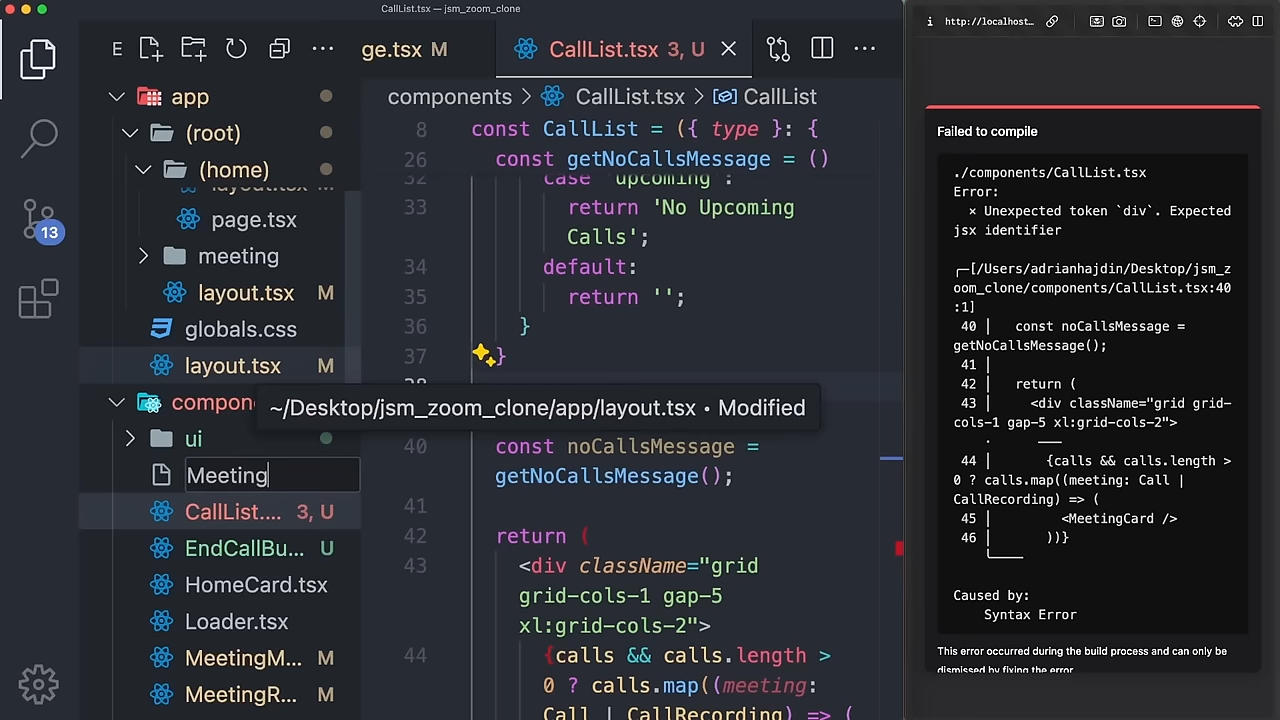 CallList.tsx — jsm_zoom_clone
E
app
(root)
(home)
layout.tsx M
page.tsx
meeting
layout.tsx M
globals.css
layout.tsx M
compon
ui
Meeting
CallList.... 3, U
EndCallBu... U
HomeCard.tsx
Loader.tsx
MeetingM... M
MeetingR... M
13
ge.tsx M
CallList.tsx 3, U
components > CallList.tsx > CallList
8 const CallList = ({ type }: {
26 const getNoCallsMessage = ()
32 case 'upcoming':
33 return 'No Upcoming
Calls';
34 default:
35 return '';
36 }
37 }
38
~/Desktop/jsm_zoom_clone/app/layout.tsx • Modified
40 const noCallsMessage =
getNoCallsMessage();
41
42 return (
43 <div className="grid
grid-cols-1 gap-5
xl:grid-cols-2">
44 {calls && calls.length >
0 ? calls.map((meeting:
Call | CallRecording) => (
http://localhost...
Failed to compile
./components/CallList.tsx
Error:
× Unexpected token `div`. Expected
jsx identifier
╭─[/Users/adrianhajdin/Desktop/jsm_z
oom_clone/components/CallList.tsx:40
:1]
40 | const noCallsMessage =
getNoCallsMessage();
41 |
42 | return (
43 | <div className="grid grid-
cols-1 gap-5 xl:grid-cols-2">
44 | {calls && calls.length >
0 ? calls.map((meeting: Call |
CallRecording) => (
45 | <MeetingCard />
46 | ))}
Caused by:
Syntax Error
This error occurred during the build process and can only be
dismissed by fixing the error.